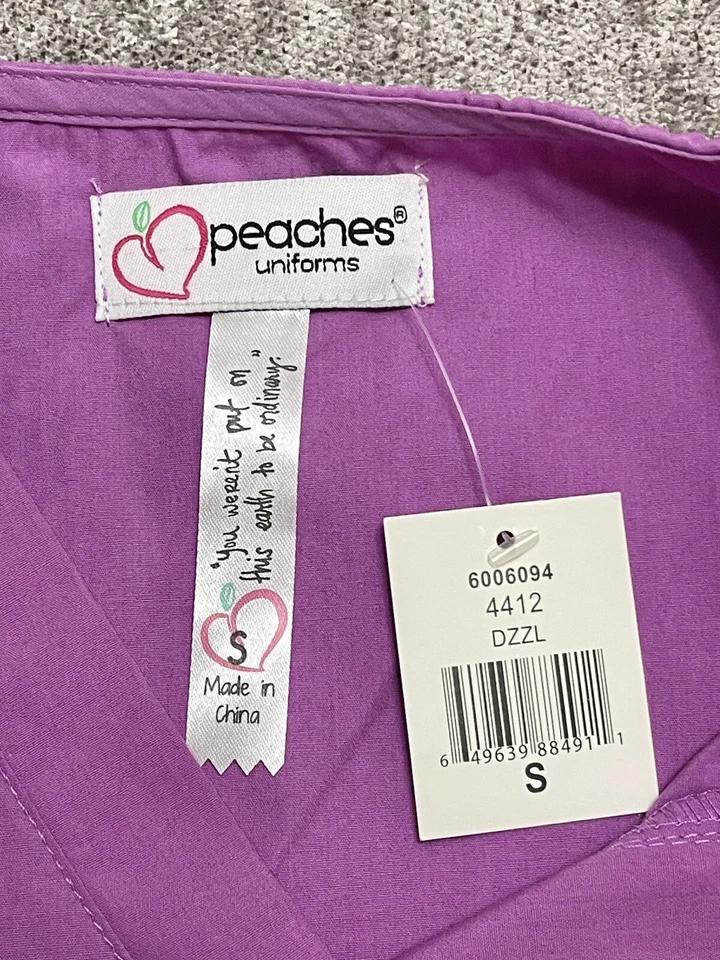 peaches®
uniforms
"You weren't put on
this earth to be ordinary."
S
Made in
China
6006094
4412
DZZL
6 49639 88491 1
S